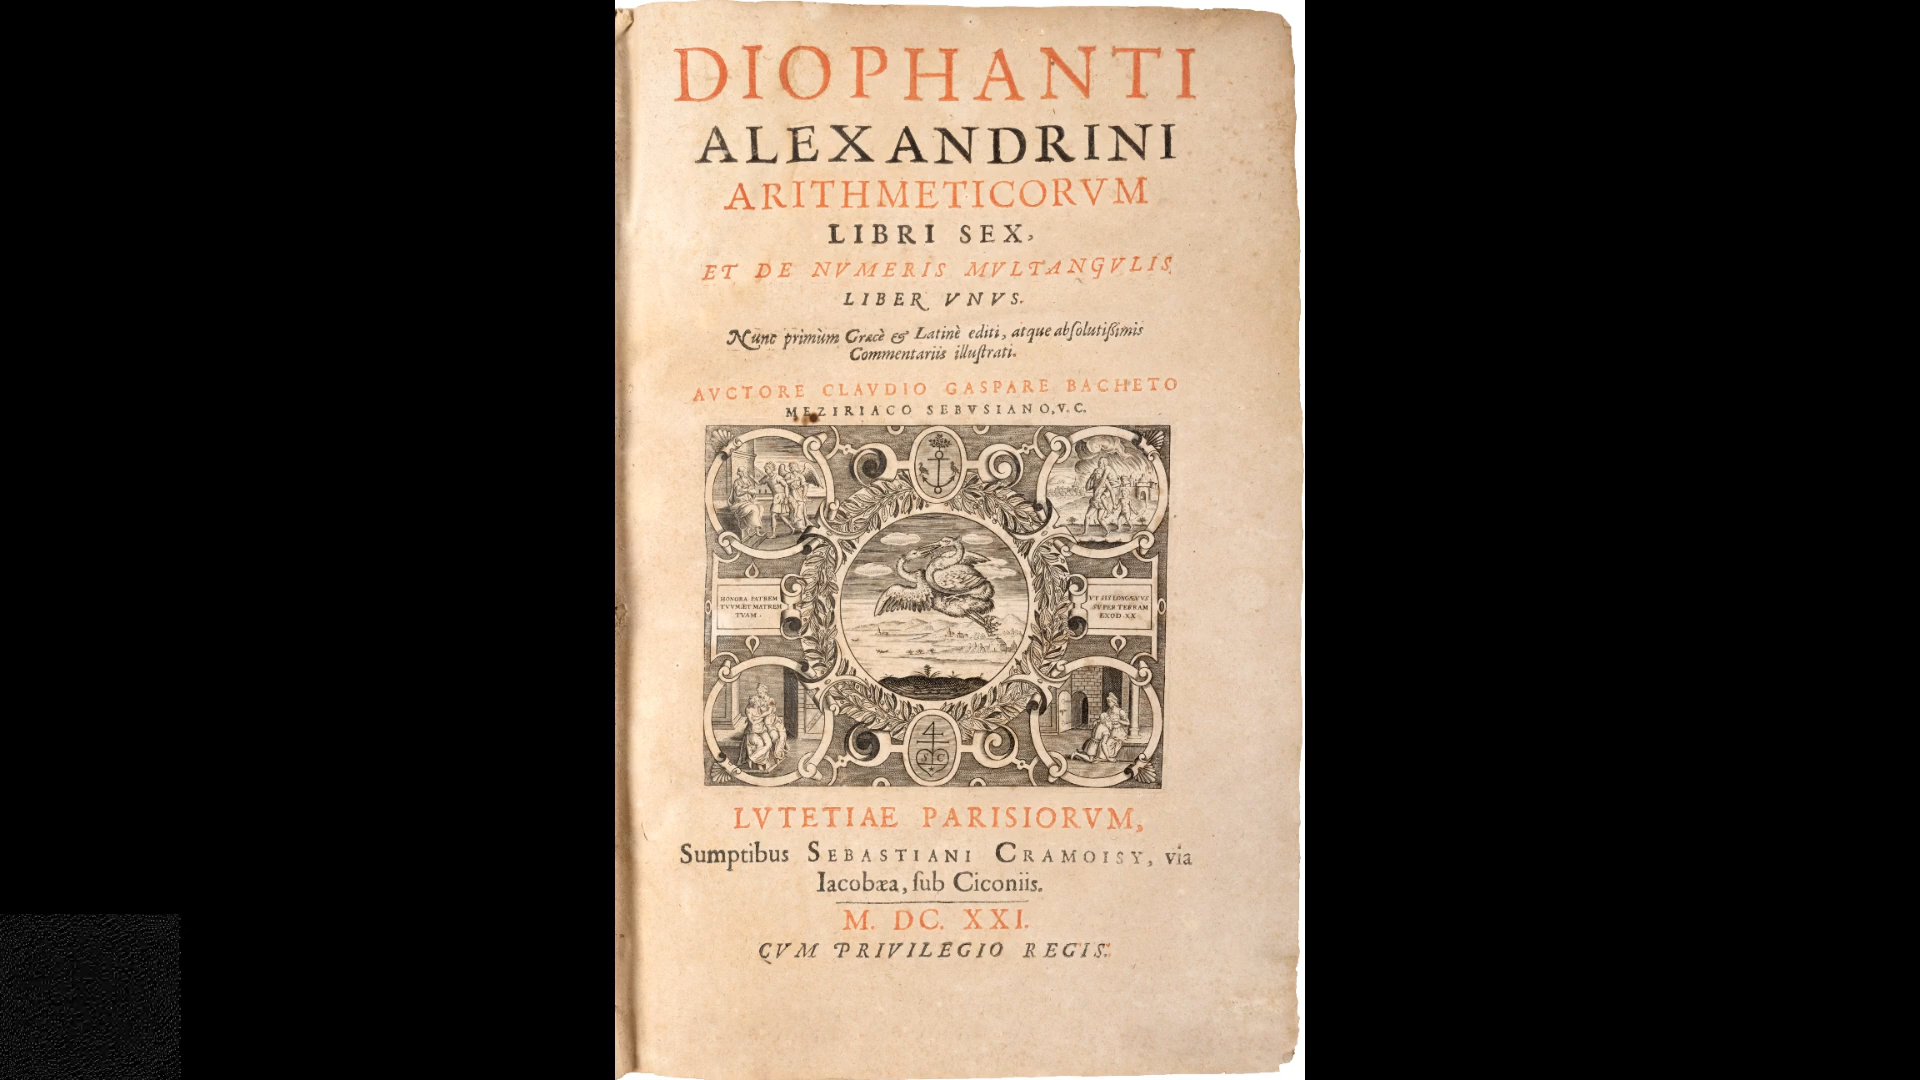 DIOPHANTI
ALEXANDRINI
ARITHMETICORVM
LIBRI SEX,
ET DE NVMERIS MVLTANGVLIS
LIBER VNVS.
Nunc primùm Græcè & Latinè editi, atque absolutißimis
Commentariis illuſtrati.
AVCTORE CLAVDIO GASPARE BACHETO
MEZIRIACO SEBVSIANO, V. C.
HONORA PATREM
TVVM, ET MATREM
TVAM.
VT SIS LONGÆVVS
SVPER TERRAM
EXOD. XX.
4
S C
LVTETIAE PARISIORVM,
Sumptibus SEBASTIANI CRAMOISY, via
Iacobæa, ſub Ciconiis.
M. DC. XXI.
CVM PRIVILEGIO REGIS.